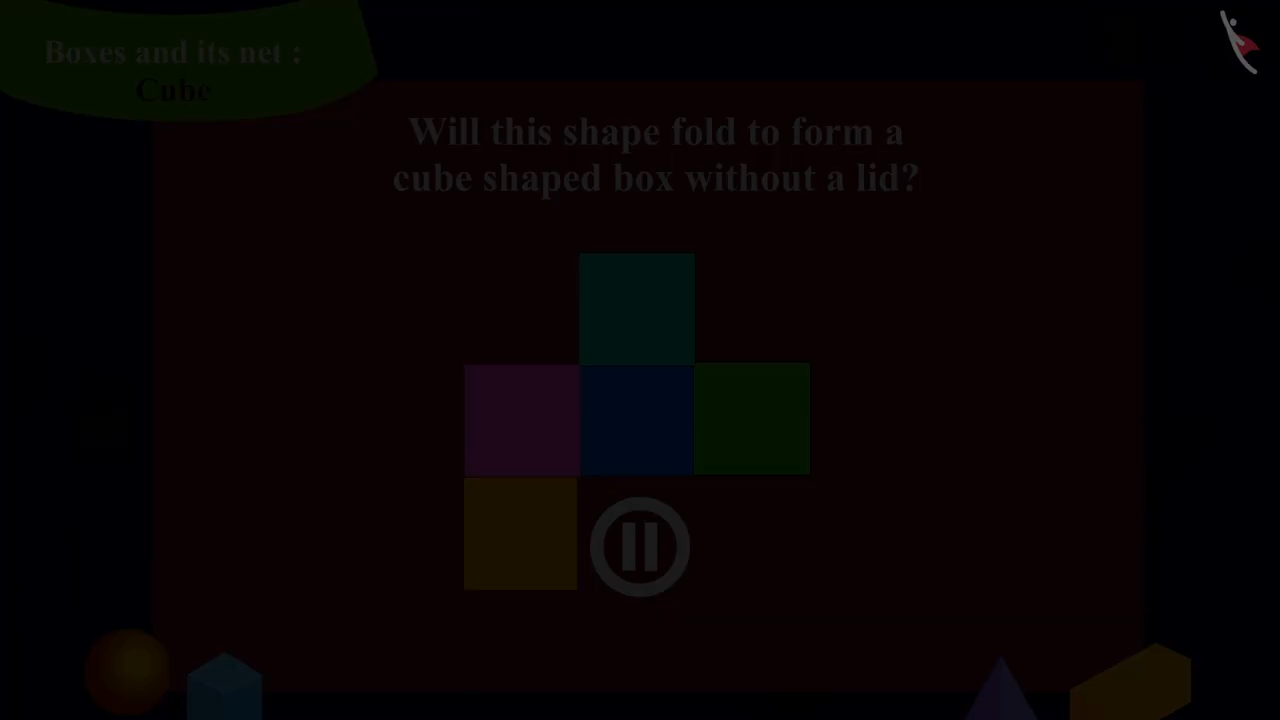 Boxes and its net :
Cube
Will this shape fold to form a
cube shaped box without a lid?